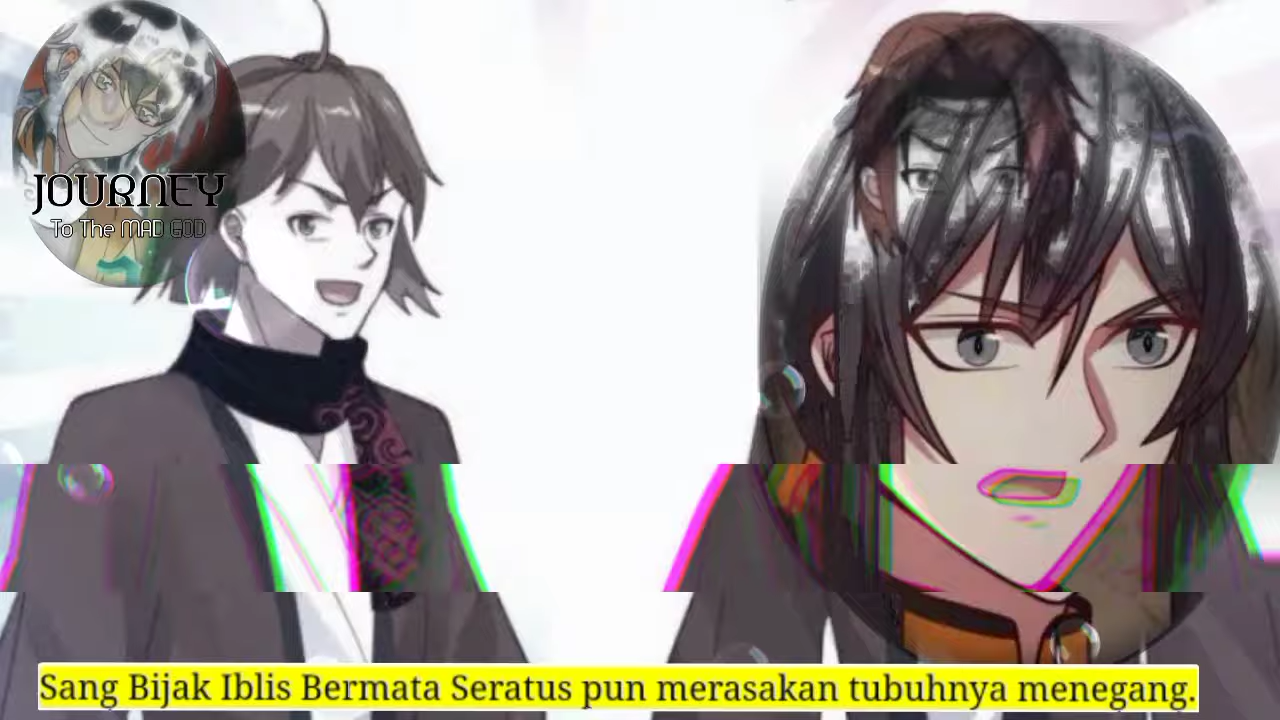 JOURNEY
To The MAD GOD
Sang Bijak Iblis Bermata Seratus pun merasakan tubuhnya menegang.